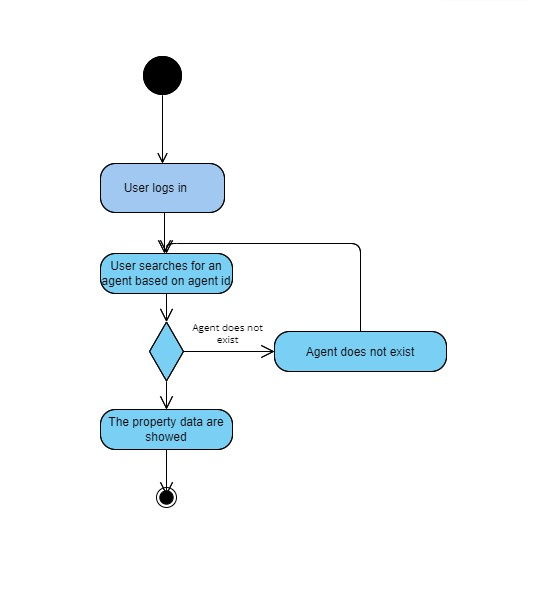 User logs in
User searches for an
agent based on agent id
Agent does not
exist
Agent does not exist
The property data are
showed